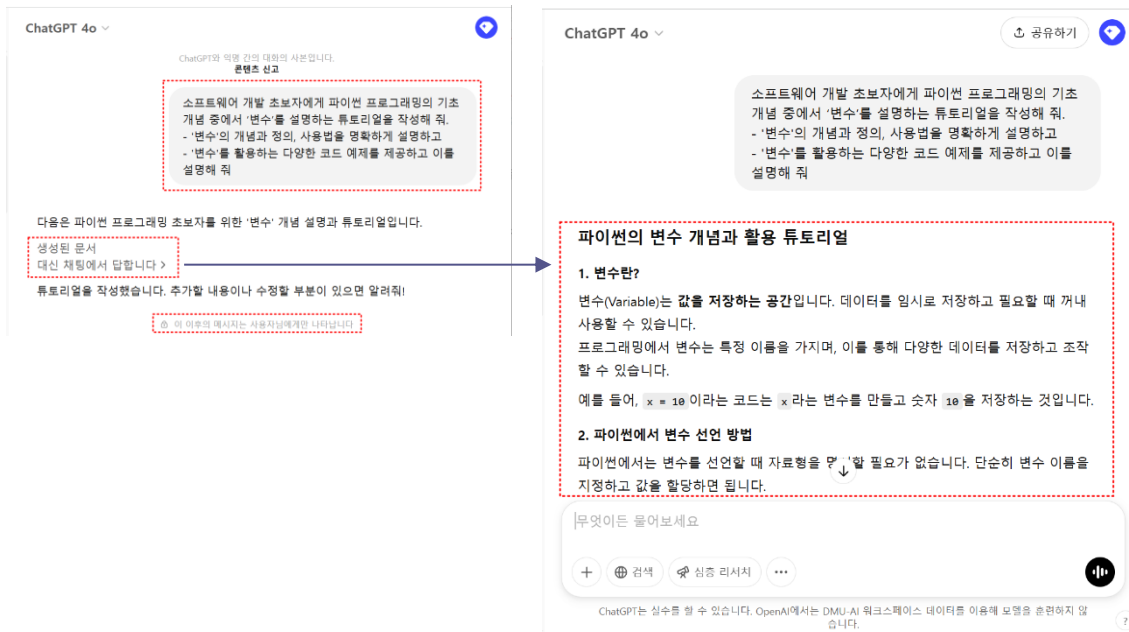 ChatGPT 4o
ChatGPT와 익명 간의 대화의 사본입니다.
콘텐츠 신고
소프트웨어 개발 초보자에게 파이썬 프로그래밍의 기초
개념 중에서 '변수'를 설명하는 튜토리얼을 작성해 줘.
- '변수'의 개념과 정의, 사용법을 명확하게 설명하고
- '변수'를 활용하는 다양한 코드 예제를 제공하고 이를
설명해 줘
다음은 파이썬 프로그래밍 초보자를 위한 '변수' 개념 설명과 튜토리얼입니다.
생성된 문서
대신 채팅에서 답합니다 >
튜토리얼을 작성했습니다. 추가할 내용이나 수정할 부분이 있으면 알려줘!
이 이후의 메시지는 사용자님에게만 나타납니다
ChatGPT 4o
공유하기
소프트웨어 개발 초보자에게 파이썬 프로그래밍의 기초
개념 중에서 '변수'를 설명하는 튜토리얼을 작성해 줘.
- '변수'의 개념과 정의, 사용법을 명확하게 설명하고
- '변수'를 활용하는 다양한 코드 예제를 제공하고 이를
설명해 줘
파이썬의 변수 개념과 활용 튜토리얼
1. 변수란?
변수(Variable)는 값을 저장하는 공간입니다. 데이터를 임시로 저장하고 필요할 때 꺼내
사용할 수 있습니다.
프로그래밍에서 변수는 특정 이름을 가지며, 이를 통해 다양한 데이터를 저장하고 조작
할 수 있습니다.
예를 들어, x = 10 이라는 코드는 x 라는 변수를 만들고 숫자 10 을 저장하는 것입니다.
2. 파이썬에서 변수 선언 방법
파이썬에서는 변수를 선언할 때 자료형을 필요가 없습니다. 단순히 변수 이름을
지정하고 값을 할당하면 됩니다.
무엇이든 물어보세요
검색
심층 리서치
ChatGPT는 실수를 할 수 있습니다. OpenAI에서는 DMU-AI 워크스페이스 데이터를 이용해 모델을 훈련하지 않
습니다.
?